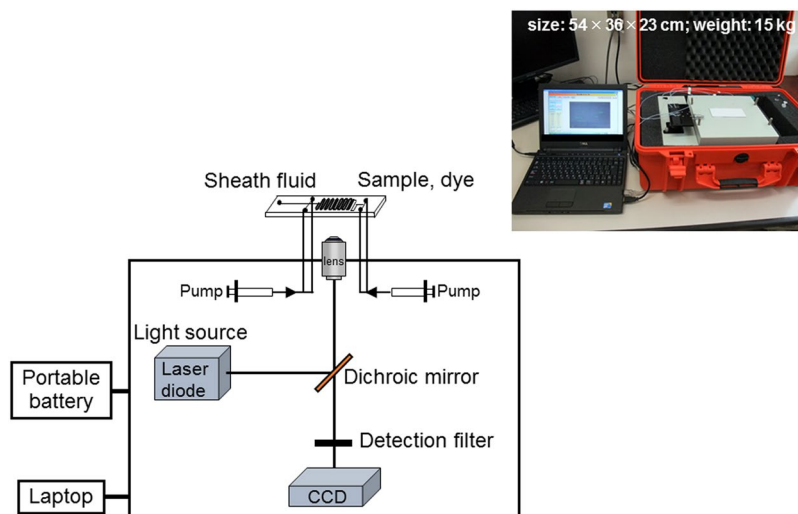 size: 54 × 36 × 23 cm; weight: 15 kg
Sheath fluid
Sample, dye
lens
Pump
Pump
Light source
Laser
diode
Dichroic mirror
Portable
battery
Detection filter
Laptop
CCD